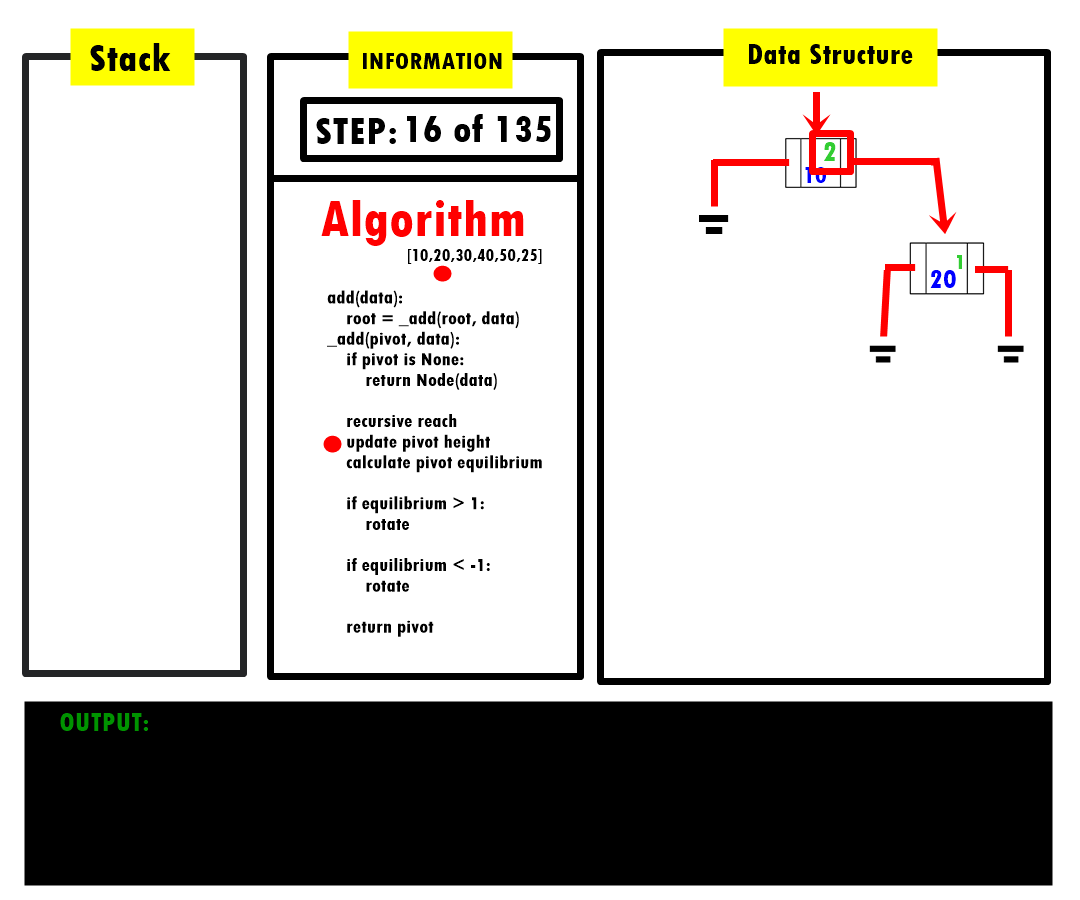 Stack
INFORMATION
STEP: 16 of 135
Algorithm
[10,20,30,40,50,25]
add(data):
root = _add(root, data)
_add(pivot, data):
if pivot is None:
return Node(data)
recursive reach
update pivot height
calculate pivot equilibrium
if equilibrium > 1:
rotate
if equilibrium < -1:
rotate
return pivot
Data Structure
2
10
1
20
OUTPUT: